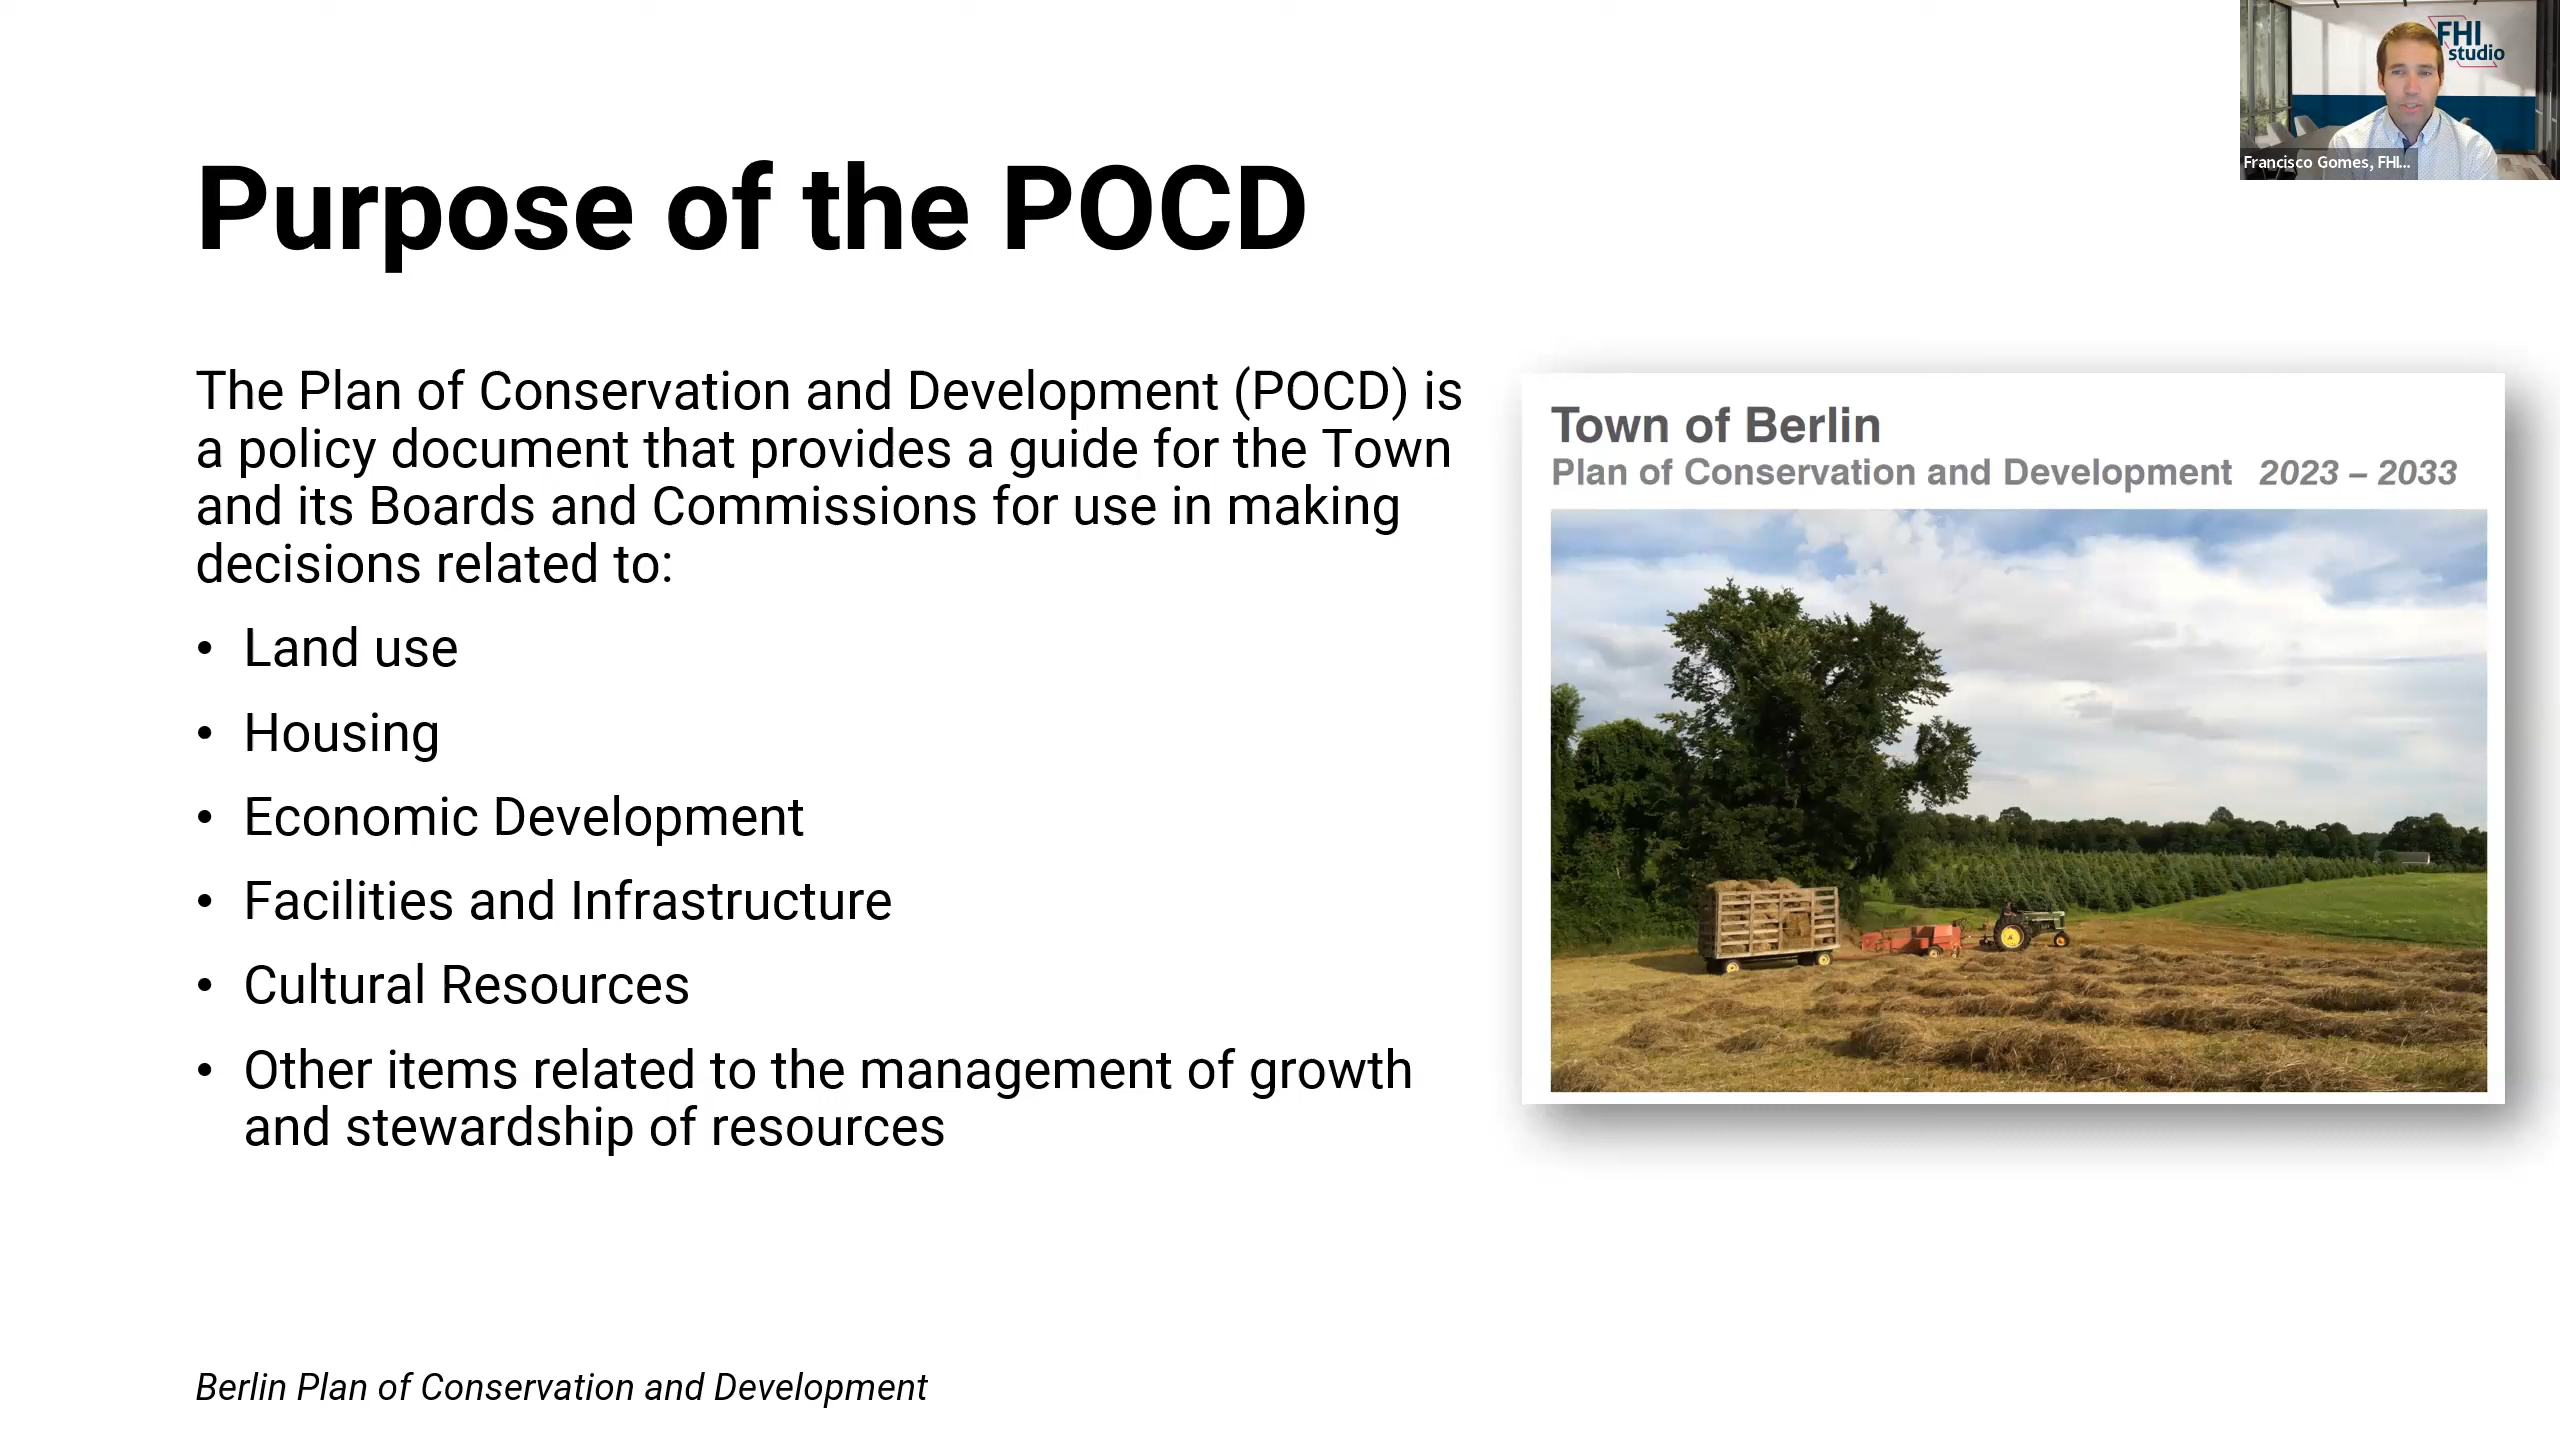 FHI
studio
Francisco Gomes, FHI...
Purpose of the POCD
The Plan of Conservation and Development (POCD) is
a policy document that provides a guide for the Town
and its Boards and Commissions for use in making
decisions related to:
• Land use
• Housing
• Economic Development
• Facilities and Infrastructure
• Cultural Resources
• Other items related to the management of growth
and stewardship of resources
Town of Berlin
Plan of Conservation and Development 2023 – 2033
Berlin Plan of Conservation and Development